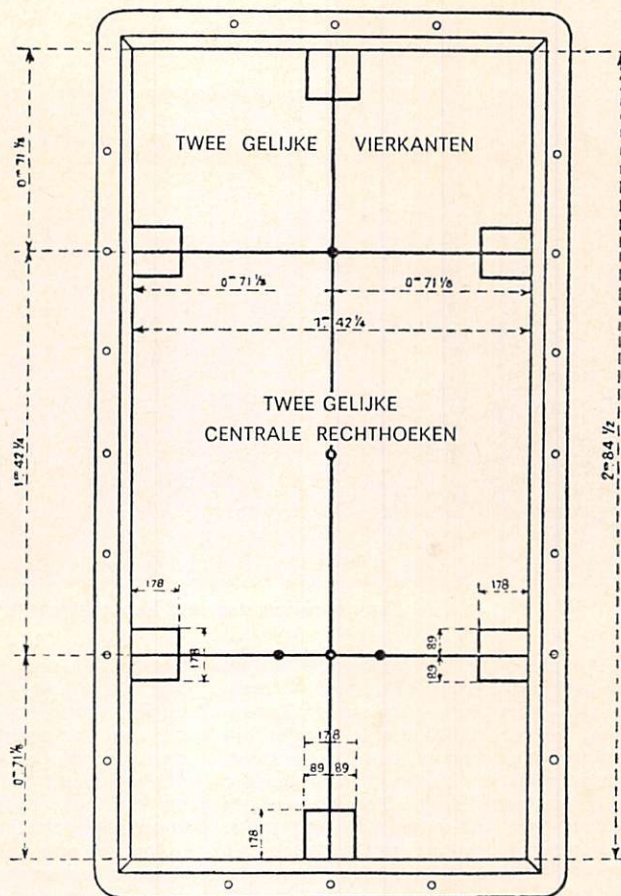 TWEE GELIJKE VIERKANTEN
0ᵐ 71 ⅛
0ᵐ 71 ⅛
0ᵐ 71 ⅛
1ᵐ 42 ¼
TWEE GELIJKE
CENTRALE RECHTHOEKEN
1ᵐ 42 ¼
2ᵐ 84 ½
178
178
178
89
89
178
89 89
178
0ᵐ 71 ⅛